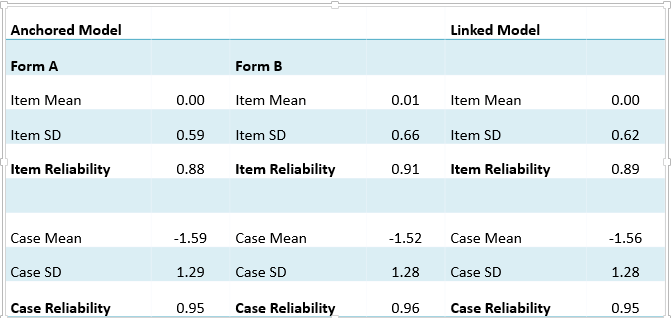 Anchored Model Linked Model
Form A Form B
Item Mean 0.00 Item Mean 0.01 Item Mean 0.00
Item SD 0.59 Item SD 0.66 Item SD 0.62
Item Reliability 0.88 Item Reliability 0.91 Item Reliability 0.89
Case Mean -1.59 Case Mean -1.52 Case Mean -1.56
Case SD 1.29 Case SD 1.28 Case SD 1.28
Case Reliability 0.95 Case Reliability 0.96 Case Reliability 0.95